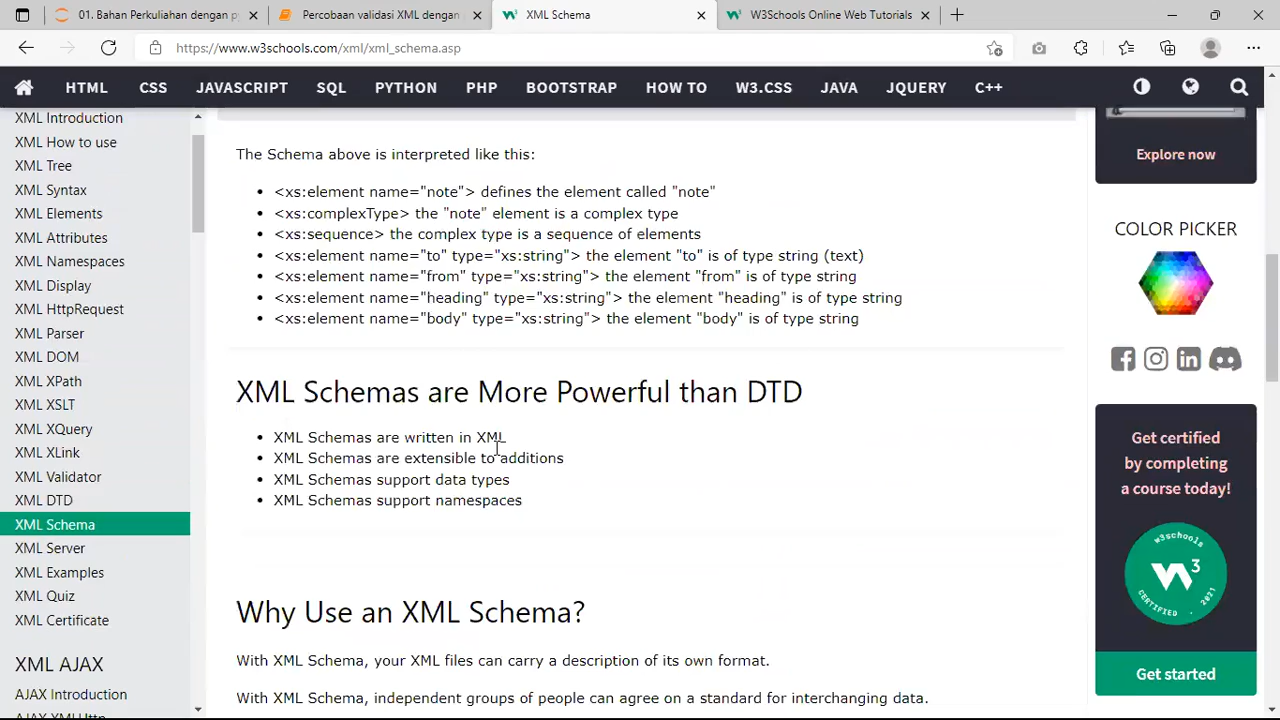 01. Bahan Perkuliahan dengan p
Percobaan validasi XML dengan
XML Schema
W3Schools Online Web Tutorials
https://www.w3schools.com/xml/xml_schema.asp
HTML CSS JAVASCRIPT SQL PYTHON PHP BOOTSTRAP HOW TO W3.CSS JAVA JQUERY C++
XML Introduction
XML How to use
XML Tree
XML Syntax
XML Elements
XML Attributes
XML Namespaces
XML Display
XML HttpRequest
XML Parser
XML DOM
XML XPath
XML XSLT
XML XQuery
XML XLink
XML Validator
XML DTD
XML Schema
XML Server
XML Examples
XML Quiz
XML Certificate
XML AJAX
AJAX Introduction
The Schema above is interpreted like this:
• <xs:element name="note"> defines the element called "note"
• <xs:complexType> the "note" element is a complex type
• <xs:sequence> the complex type is a sequence of elements
• <xs:element name="to" type="xs:string"> the element "to" is of type string (text)
• <xs:element name="from" type="xs:string"> the element "from" is of type string
• <xs:element name="heading" type="xs:string"> the element "heading" is of type string
• <xs:element name="body" type="xs:string"> the element "body" is of type string
XML Schemas are More Powerful than DTD
• XML Schemas are written in XML
• XML Schemas are extensible to additions
• XML Schemas support data types
• XML Schemas support namespaces
Why Use an XML Schema?
With XML Schema, your XML files can carry a description of its own format.
With XML Schema, independent groups of people can agree on a standard for interchanging data.
Explore now
COLOR PICKER
Get certified
by completing
a course today!
w3schools
W3
CERTIFIED . 2021
Get started